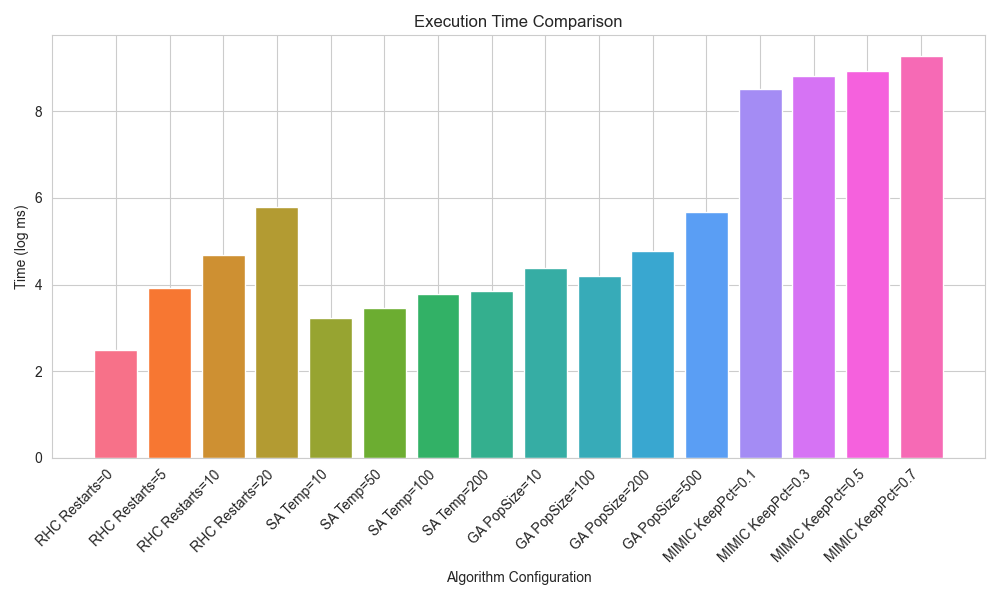 Execution Time Comparison
Time (log ms)
8
6
4
2
0
RHC Restarts=0
RHC Restarts=5
RHC Restarts=10
RHC Restarts=20
SA Temp=10
SA Temp=50
SA Temp=100
SA Temp=200
GA PopSize=10
GA PopSize=100
GA PopSize=200
GA PopSize=500
MIMIC KeepPct=0.1
MIMIC KeepPct=0.3
MIMIC KeepPct=0.5
MIMIC KeepPct=0.7
Algorithm Configuration